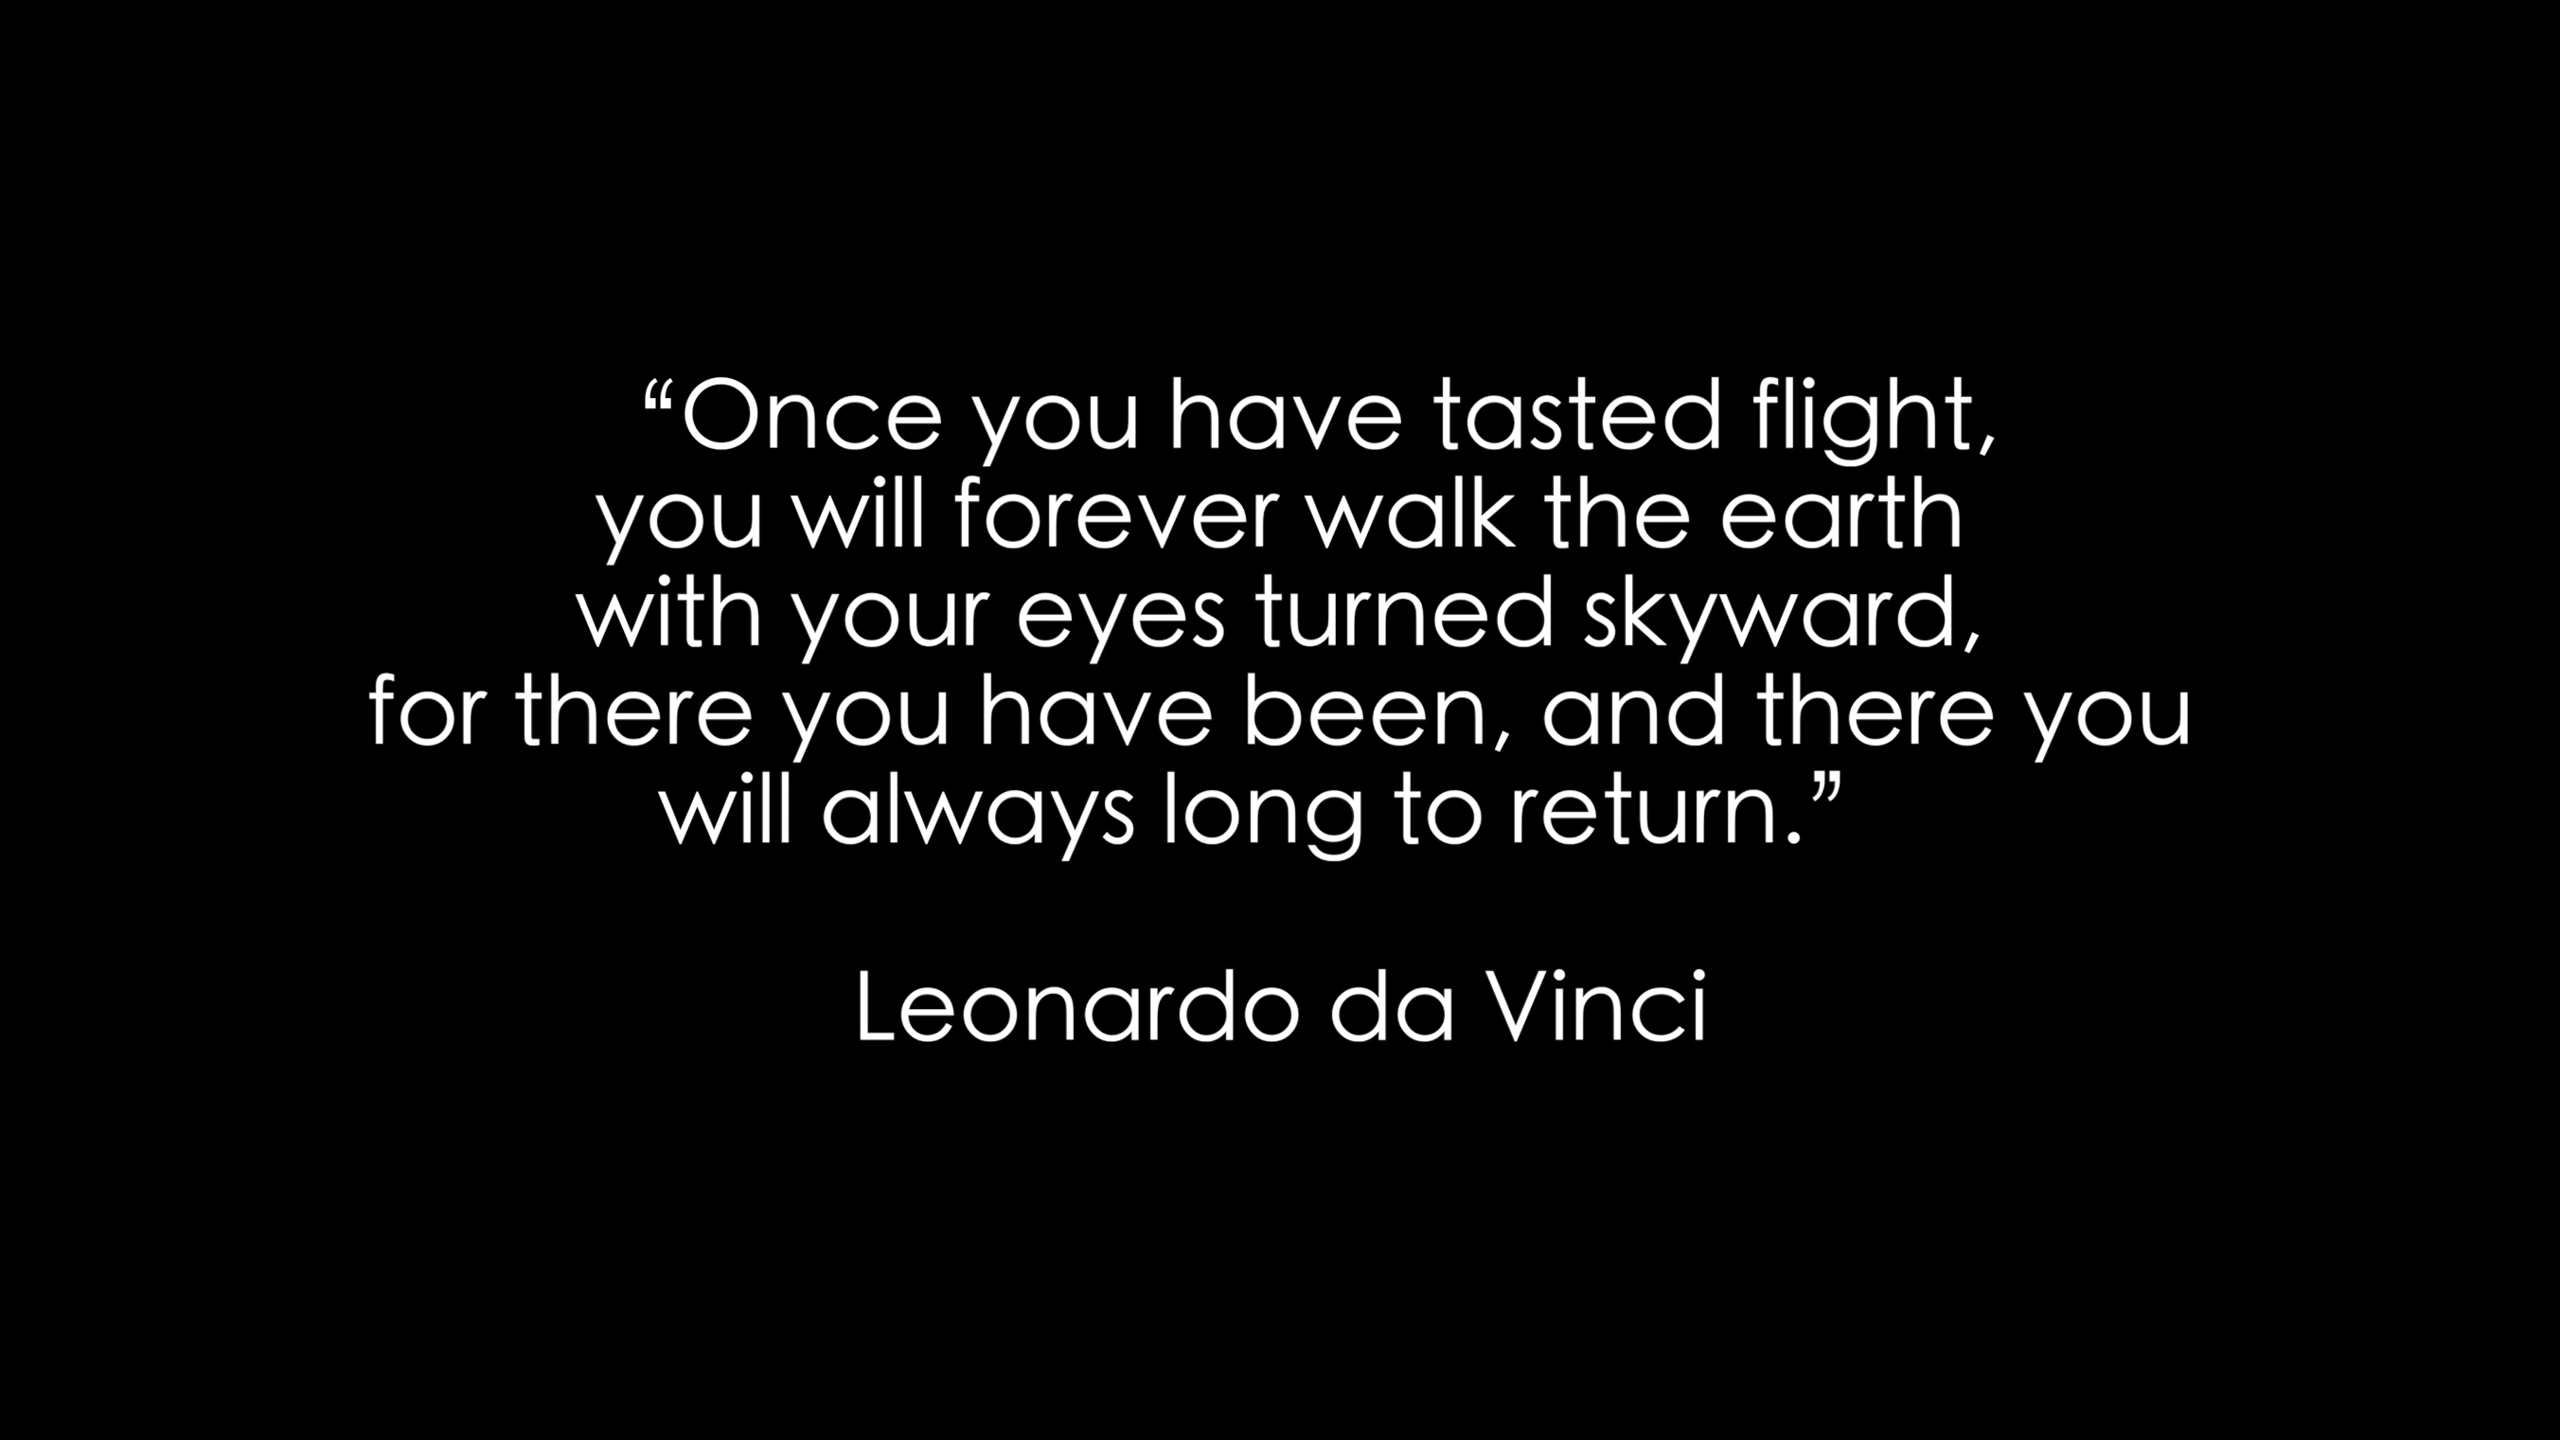 “Once you have tasted flight,
you will forever walk the earth
with your eyes turned skyward,
for there you have been, and there you
will always long to return.”
Leonardo da Vinci